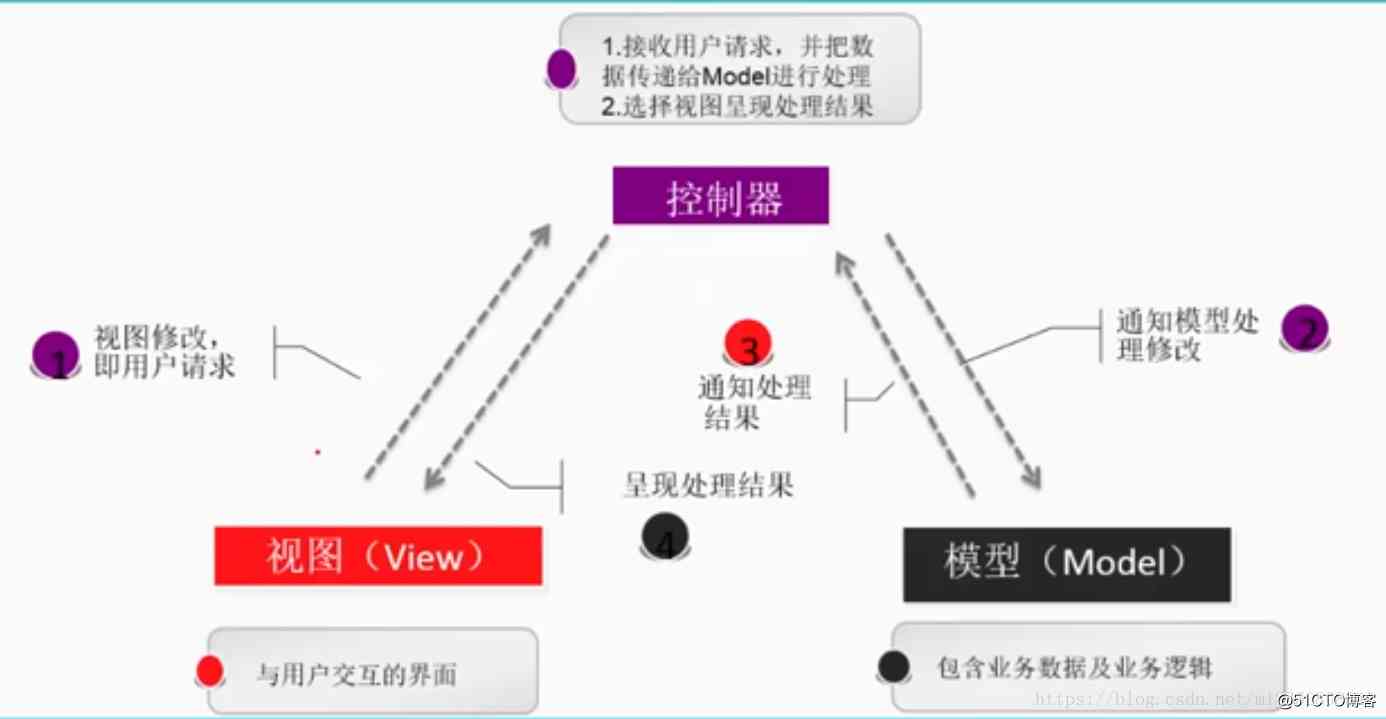 1.接收用户请求，并把数
据传递给Model进行处理
2.选择视图呈现处理结果
控制器
1
视图修改，
即用户请求
3
通知处理
结果
通知模型处
理修改
2
呈现处理结果
4
视图（View）
模型（Model）
与用户交互的界面
包含业务数据及业务逻辑
https://blog.csdn.net/
@51CTO博客